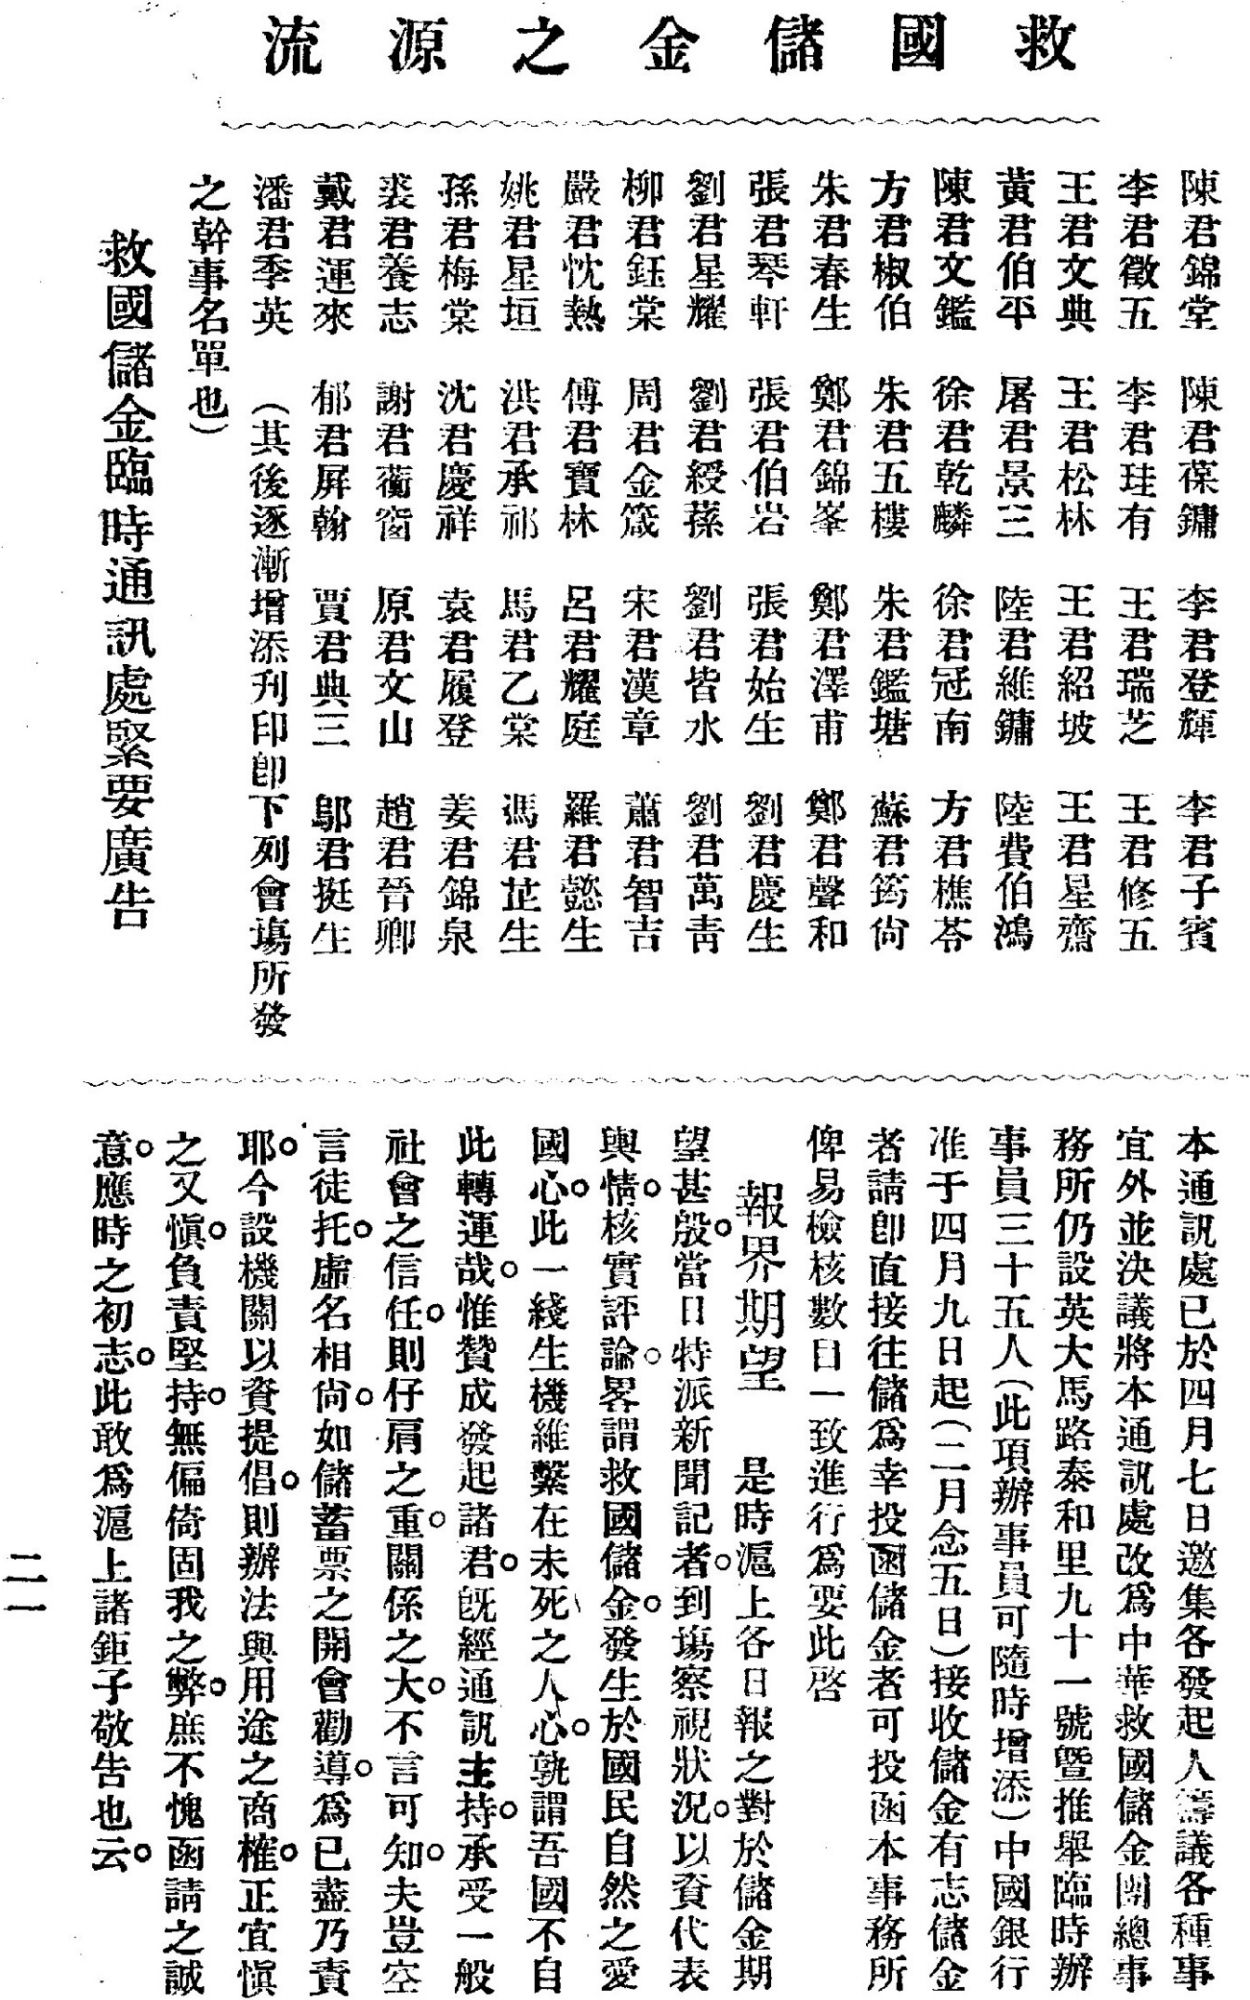 救國儲金之源流
陳君錦堂 陳君葆鏞 李君登輝 李君子賓
李君徵五 李君珪有 王君瑞芝 王君修五
王君文典 王君松林 王君紹坡 王君星齋
黃君伯平 屠君景三 陸君維鏞 陸費伯鴻
陳君文鑑 徐君乾麟 徐君冠南 方君樵苓
方君椒伯 朱君五樓 朱君鑑塘 蘇君筠尙
朱君春生 鄭君錦峯 鄭君澤甫 鄭君聲和
張君琴軒 張君伯岩 張君始生 劉君慶生
劉君星耀 劉君綬蓀 劉君皆水 劉君萬靑
柳君鈺棠 周君金箴 宋君漢章 蕭君智吉
嚴君忱熱 傅君寶林 呂君耀庭 羅君懿生
姚君星垣 洪君承祁 馬君乙棠 馮君芷生
孫君梅棠 沈君慶祥 袁君履登 姜君錦泉
裘君養志 謝君蘅窗 原君文山 趙君晉卿
戴君運來 郁君屏翰 賈君典三 鄔君挺生
潘君季英 (其後逐漸增添刋印卽下列會場所發
之幹事名單也)
救國儲金臨時通訊處緊要廣告
本通訊處已於四月七日邀集各發起人籌議各種事
宜外並決議將本通訊處改爲中華救國儲金團總事
務所仍設英大馬路泰和里九十一號曁推舉臨時辦
事員三十五人(此項辦事員可隨時增添)中國銀行
准于四月九日起(二月念五日)接收儲金有志儲金
者請卽直接往儲爲幸投函儲金者可投函本事務所
俾易檢核數目一致進行爲要此啓
報界期望 是時滬上各日報之對於儲金期
望甚殷。當日特派新聞記者。到塲察視狀況。以資代表
輿情。核實評論。畧謂救國儲金。發生於國民自然之愛
國心。此一綫生機維繫在未死之人心。孰謂吾國不自
此轉運哉。惟贊成發起諸君。旣經通訊主持。承受一般
社會之信任。則仔肩之重。關係之大。不言可知。夫豈空
言徒托。虛名相尙。如儲蓄票之開會勸導。爲已盡乃責
耶。今設機關以資提倡。則辦法與用途之商榷。正宜愼
之又愼。負責堅持。無偏倚固我之弊。庶不愧函請之誠
意。應時之初志。此敢爲滬上諸鉅子敬告也云。
二一